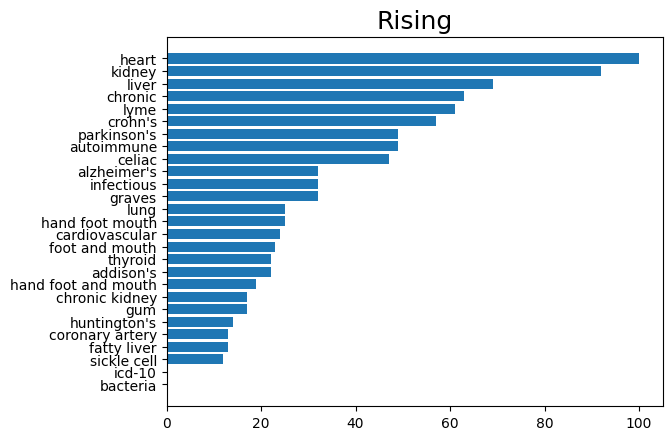 Rising
heart
kidney
liver
chronic
lyme
crohn's
parkinson's
autoimmune
celiac
alzheimer's
infectious
graves
lung
hand foot mouth
cardiovascular
foot and mouth
thyroid
addison's
hand foot and mouth
chronic kidney
gum
huntington's
coronary artery
fatty liver
sickle cell
icd-10
bacteria
0 20 40 60 80 100